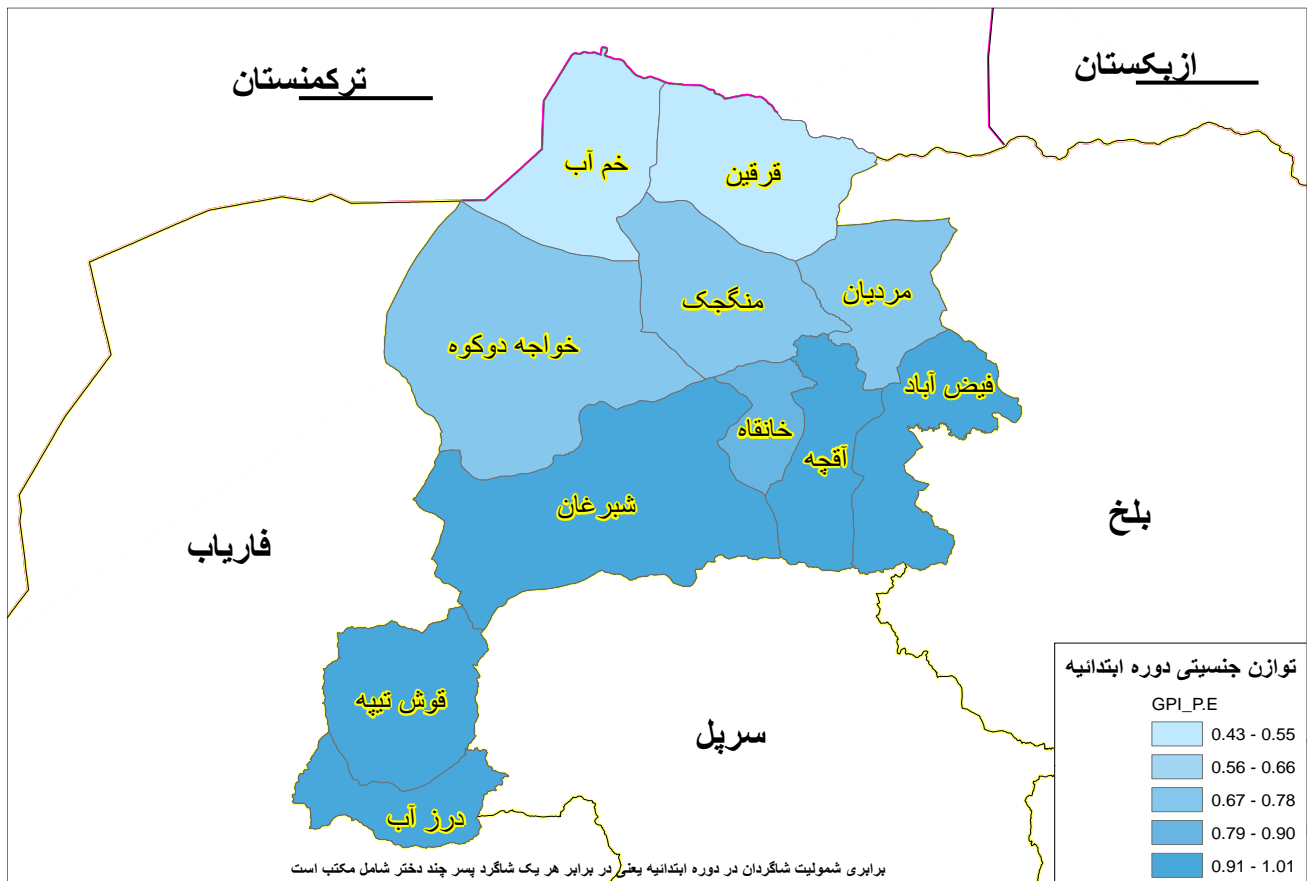 ترکمنستان
ازبکستان
خم آب
قرقین
مردیان
منگجک
خواجه دوکوه
فیض آباد
خانقاه
آقچه
شبرغان
بلخ
فاریاب
قوش تیپه
سرپل
درز آب
توازن جنسیتی دوره ابتدائیه
GPI_P.E
0.43 - 0.55
0.56 - 0.66
0.67 - 0.78
0.79 - 0.90
0.91 - 1.01
برابری شمولیت شاگردان در دوره ابتدائیه یعنی در برابر هر یک شاگرد پسر چند دختر شامل مکتب است